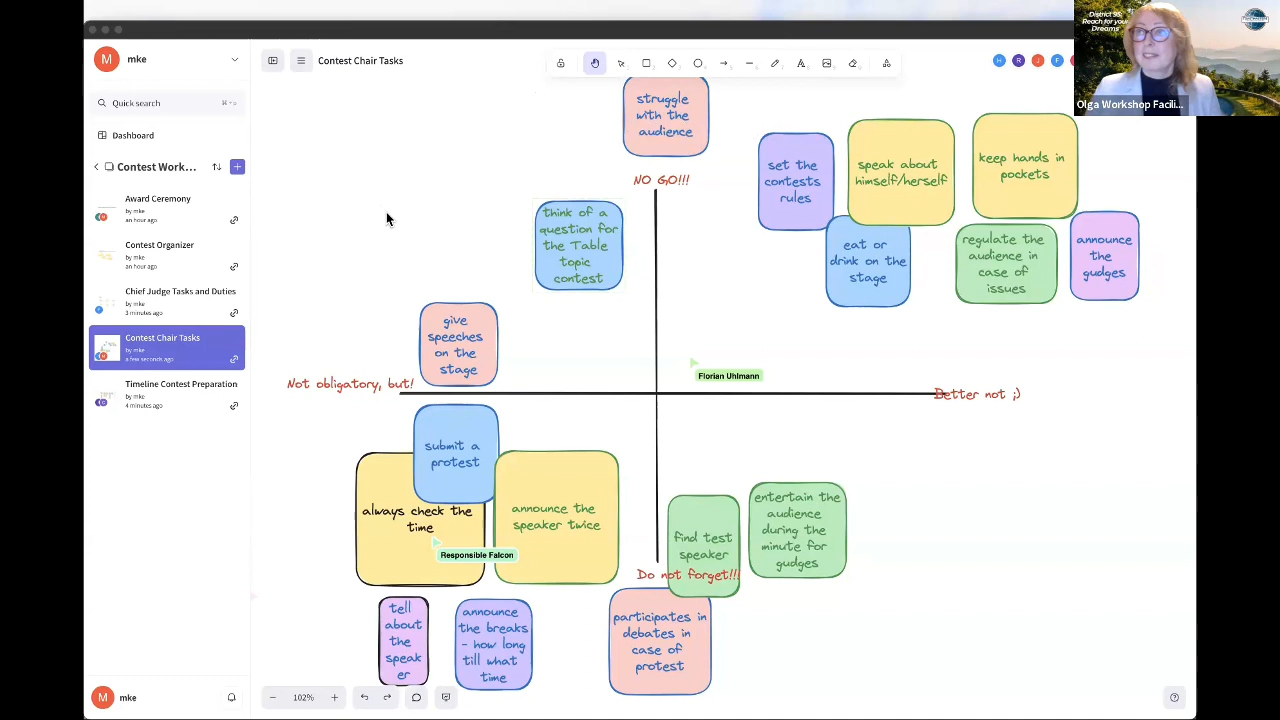 District 95,
Reach for your
Dreams
Olga Workshop Facili...
M
mke
Quick search
Dashboard
Contest Work...
Award Ceremony
by mke
an hour ago
Contest Organizer
by mke
an hour ago
Chief Judge Tasks and Duties
by mke
3 minutes ago
Contest Chair Tasks
by mke
a few seconds ago
Timeline Contest Preparation
by mke
4 minutes ago
M
mke
Contest Chair Tasks
H
R
J
F
struggle
with the
audience
NO GO!!!
set the
contests
rules
speak about
himself/herself
keep hands in
pockets
think of a
question for
the Table
topic
contest
eat or
drink on the
stage
regulate the
audience in
case of
issues
announce
the
gudges
give
speeches
on the
stage
Florian Uhlmann
Not obligatory, but!
Better not ;)
submit a
protest
always check the
time
Responsible Falcon
announce the
speaker twice
find test
speaker
entertain the
audience
during the
minute for
gudges
Do not forget!!!
tell
about
the
speak
er
announce
the breaks
- how long
till what
time
participates in
debates in
case of
protest
102%